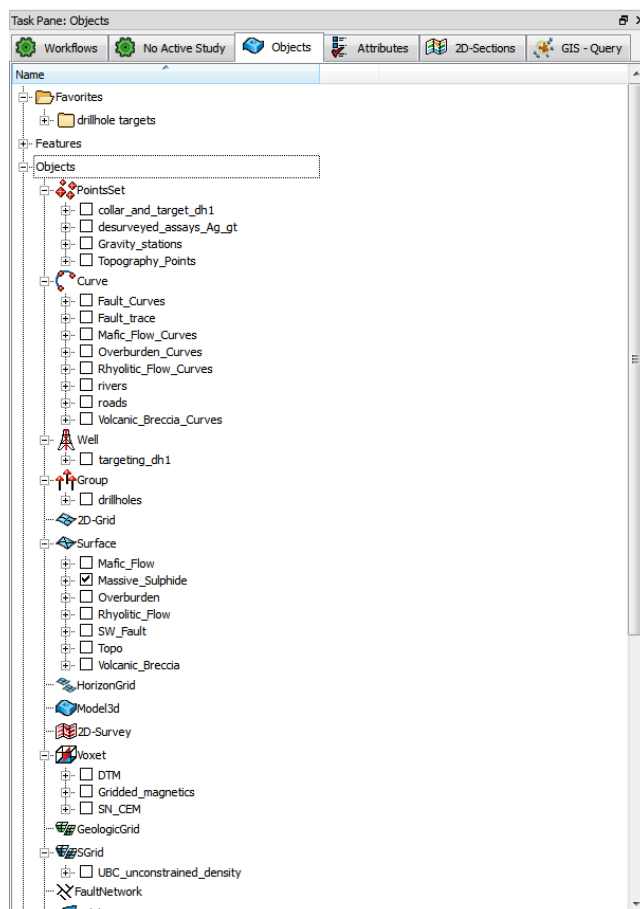 Task Pane: Objects
Workflows No Active Study Objects Attributes 2D-Sections GIS - Query
Name
Favorites
drillhole targets
Features
Objects
PointsSet
collar_and_target_dh1
desurveyed_assays_Ag_gt
Gravity_stations
Topography_Points
Curve
Fault_Curves
Fault_trace
Mafic_Flow_Curves
Overburden_Curves
Rhyolitic_Flow_Curves
rivers
roads
Volcanic_Breccia_Curves
Well
targeting_dh1
Group
drillholes
2D-Grid
Surface
Mafic_Flow
Massive_Sulphide
Overburden
Rhyolitic_Flow
SW_Fault
Topo
Volcanic_Breccia
HorizonGrid
Model3d
2D-Survey
Voxet
DTM
Gridded_magnetics
SN_CEM
GeologicGrid
SGrid
UBC_unconstrained_density
FaultNetwork